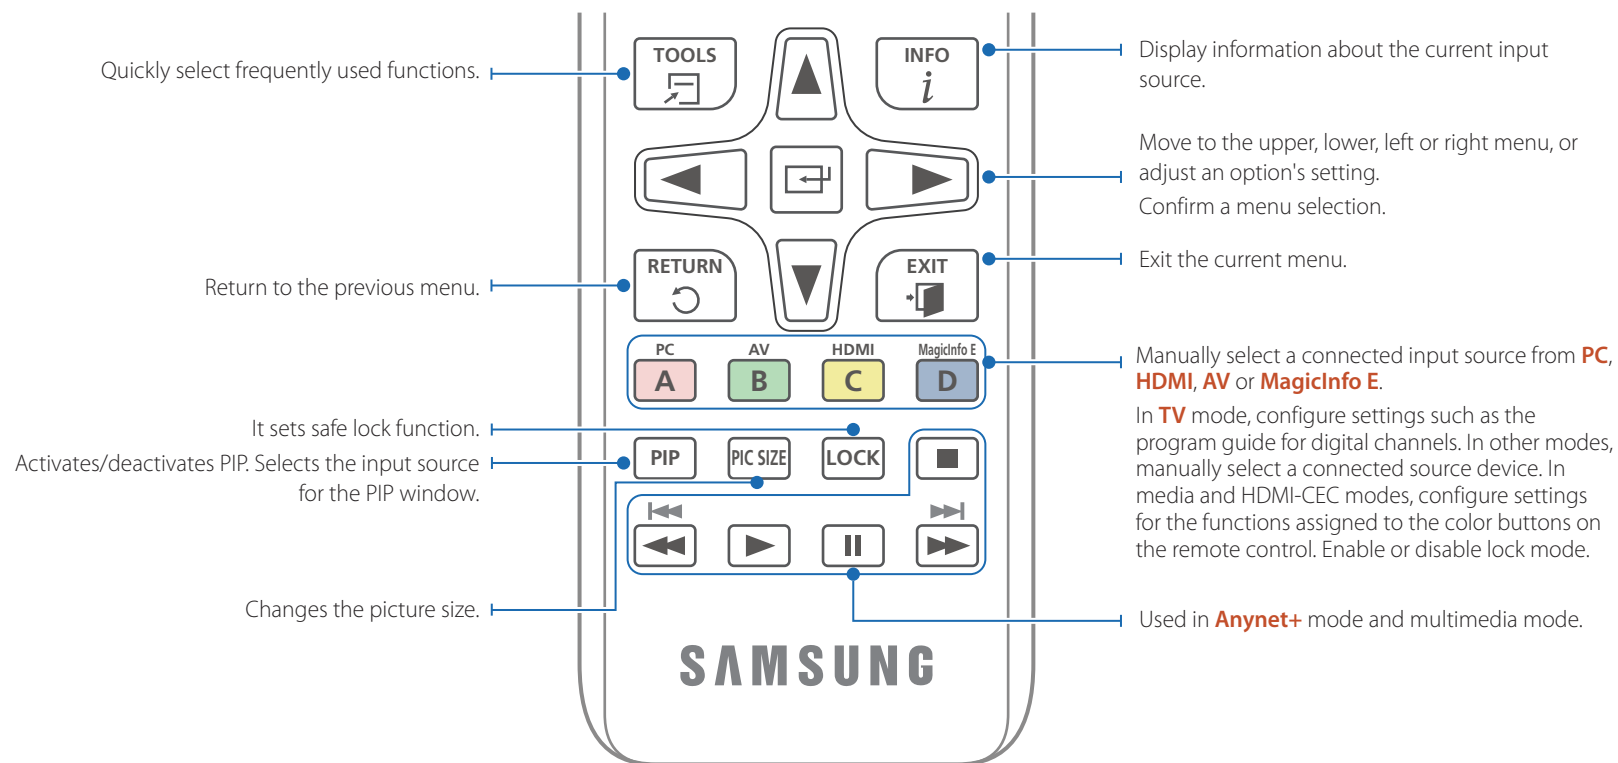 TOOLS
INFO
i
Quickly select frequently used functions.
Display information about the current input
source.
Move to the upper, lower, left or right menu, or
adjust an option's setting.
Confirm a menu selection.
RETURN
EXIT
Return to the previous menu.
Exit the current menu.
PC
AV
HDMI
MagicInfo E
A
B
C
D
Manually select a connected input source from PC,
HDMI, AV or MagicInfo E.
In TV mode, configure settings such as the
program guide for digital channels. In other modes,
manually select a connected source device. In
media and HDMI-CEC modes, configure settings
for the functions assigned to the color buttons on
the remote control. Enable or disable lock mode.
It sets safe lock function.
Activates/deactivates PIP. Selects the input source
for the PIP window.
PIP
PIC SIZE
LOCK
Changes the picture size.
Used in Anynet+ mode and multimedia mode.
SAMSUNG